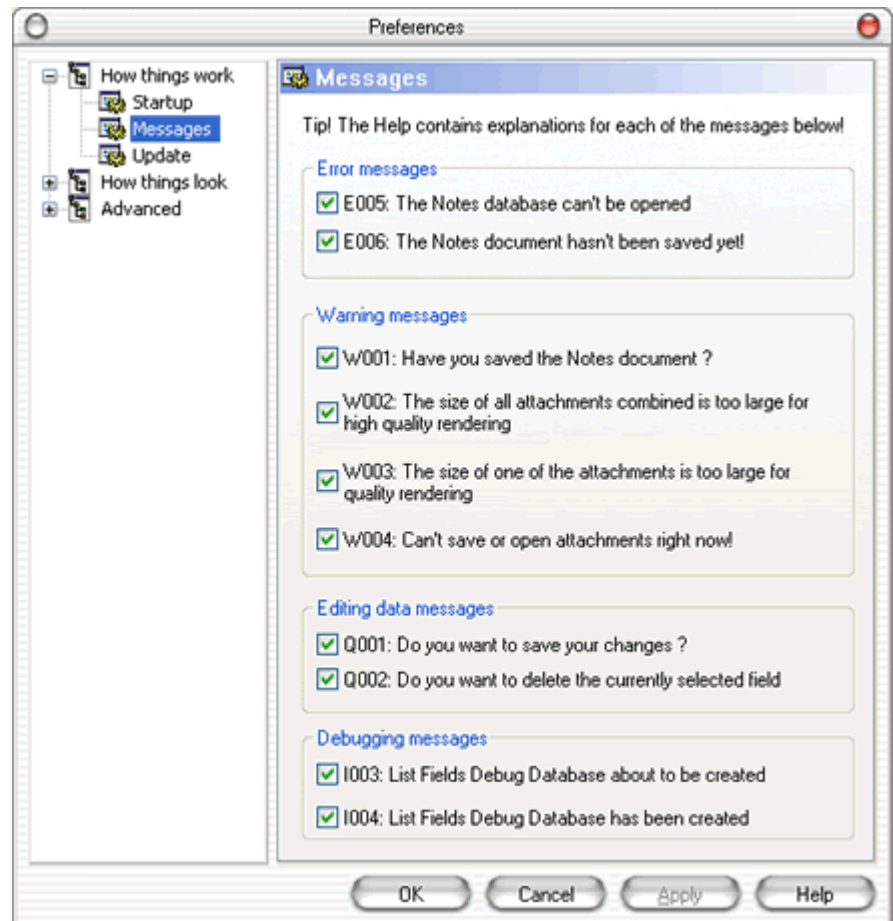 Preferences
How things work
Startup
Messages
Update
How things look
Advanced
Messages
Tip! The Help contains explanations for each of the messages below!
Error messages
E005: The Notes database can't be opened
E006: The Notes document hasn't been saved yet!
Warning messages
W001: Have you saved the Notes document ?
W002: The size of all attachments combined is too large for
high quality rendering
W003: The size of one of the attachments is too large for
quality rendering
W004: Can't save or open attachments right now!
Editing data messages
Q001: Do you want to save your changes ?
Q002: Do you want to delete the currently selected field
Debugging messages
I003: List Fields Debug Database about to be created
I004: List Fields Debug Database has been created
OK
Cancel
Apply
Help